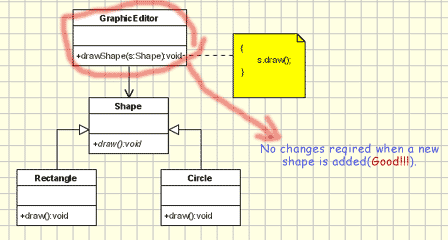 GraphicEditor
+drawShape(s:Shape):void
{
s.draw();
}
Shape
+draw():void
No changes reqired when a new
shape is added(Good!!!).
Rectangle
+draw():void
Circle
+draw():void